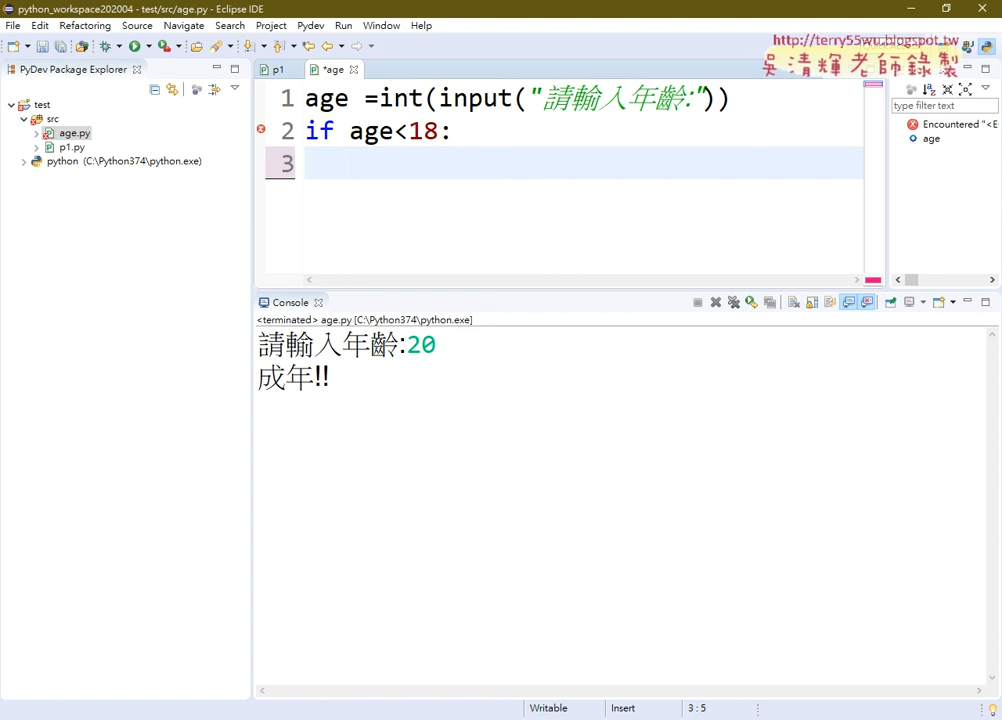 python_workspace202004 - test/src/age.py - Eclipse IDE
File Edit Refactoring Source Navigate Search Project Pydev Run Window Help
http://terry55wu.blogspot.tw
吳清輝老師錄製
PyDev Package Explorer
p1
*age
test
src
age.py
p1.py
python (C:\Python374\python.exe)
1 age =int(input("請輸入年齡:"))
2 if age<18:
3
type filter text
Encountered "<E
age
Console
<terminated> age.py [C:\Python374\python.exe]
請輸入年齡:20
成年!!
Writable Insert 3 : 5